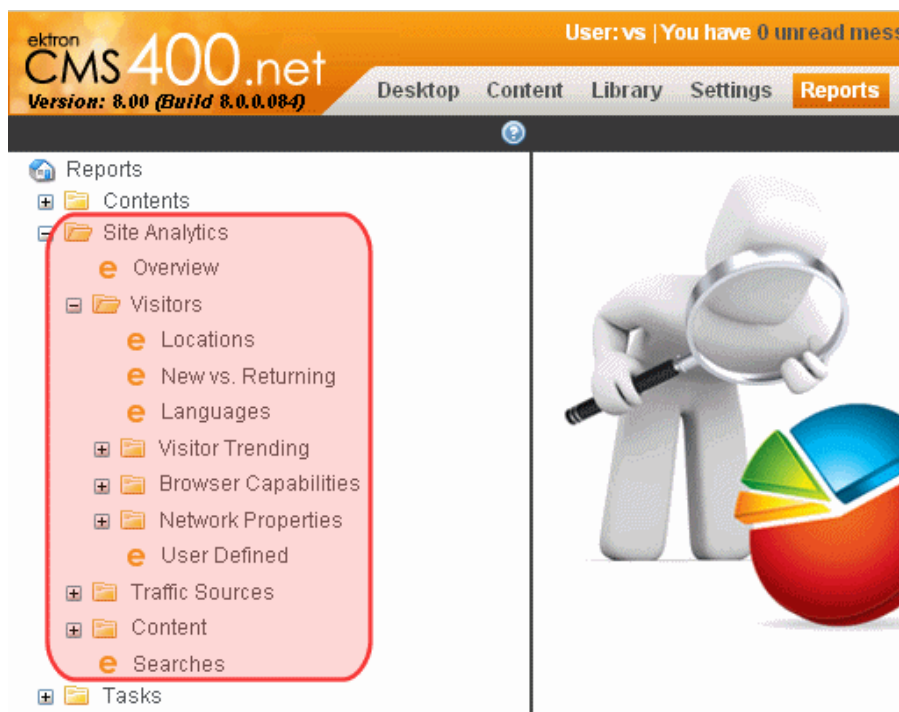 User: vs | You have 0 unread mess
ektron
CMS400.net
Version: 8.00 (Build 8.0.0.084)
Desktop Content Library Settings Reports
Reports
Contents
Site Analytics
Overview
Visitors
Locations
New vs. Returning
Languages
Visitor Trending
Browser Capabilities
Network Properties
User Defined
Traffic Sources
Content
Searches
Tasks